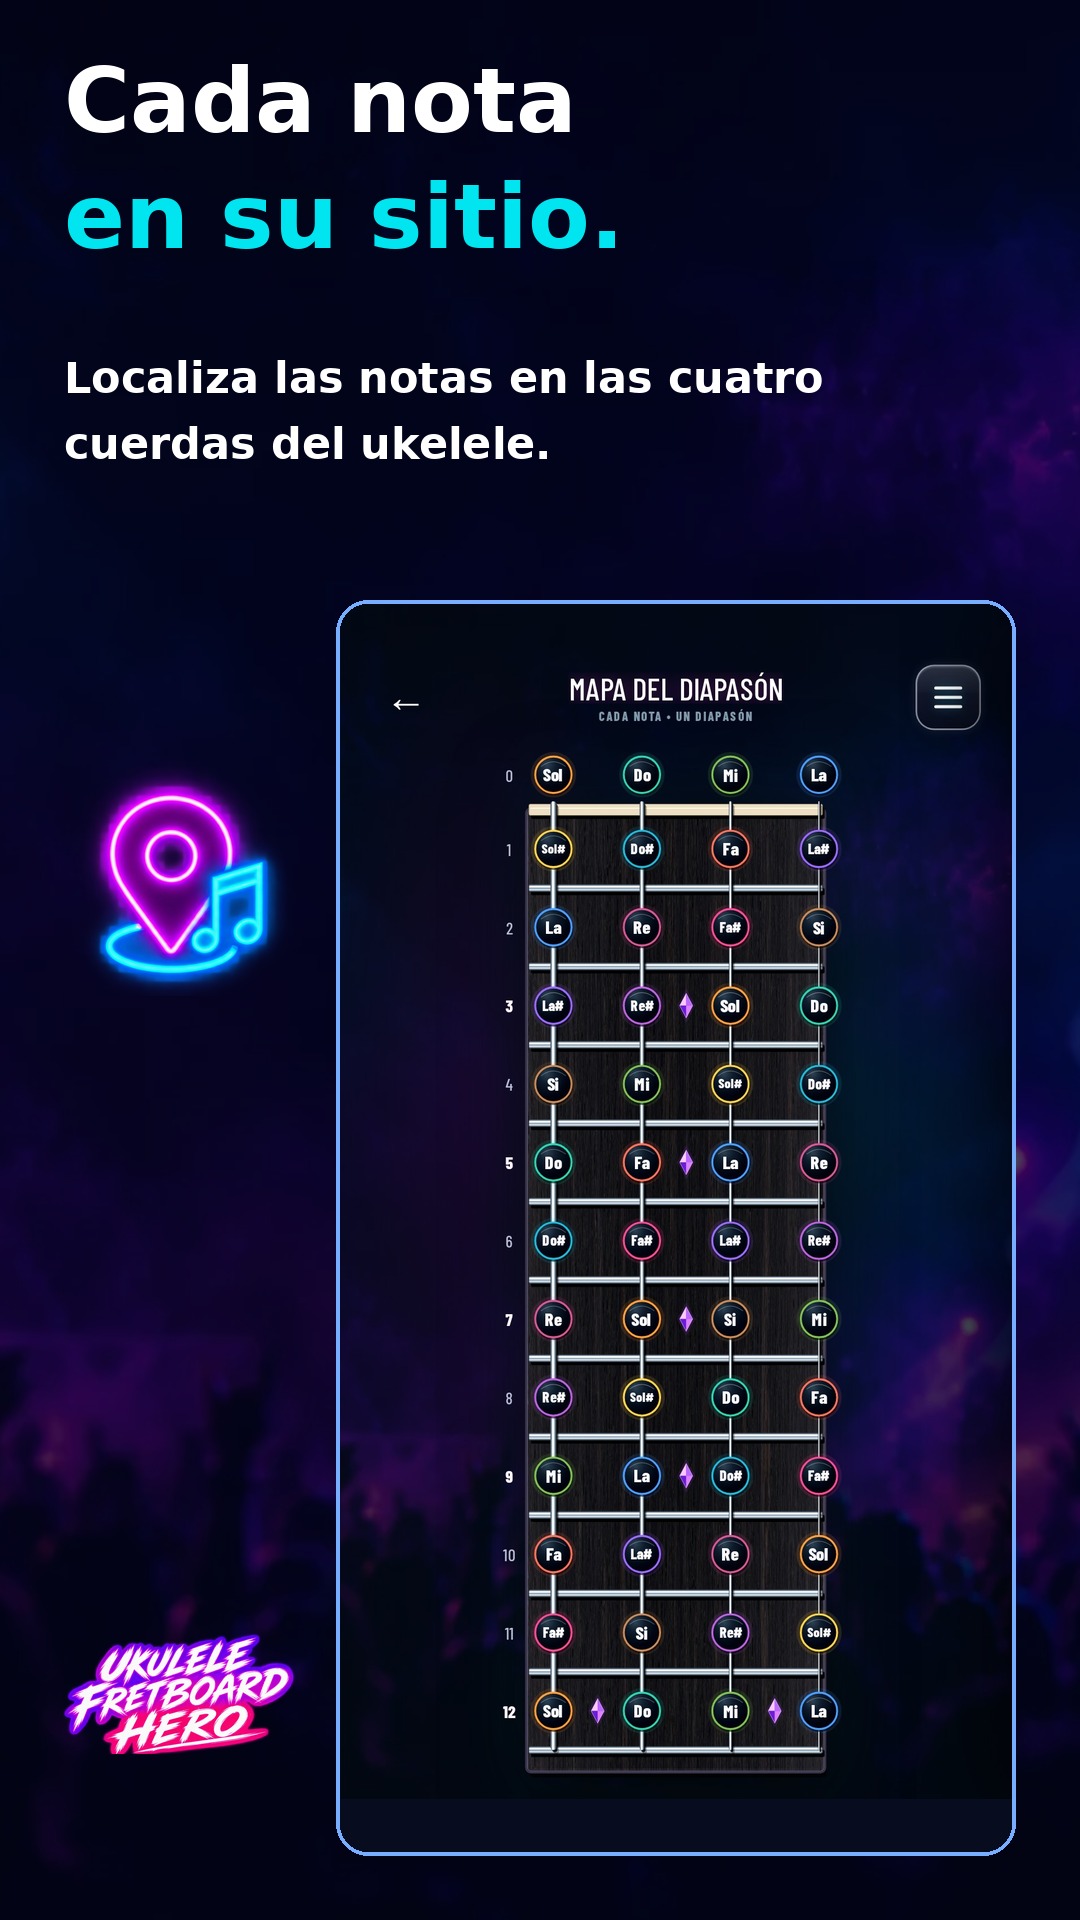 Cada nota
en su sitio.
Localiza las notas en las cuatro
cuerdas del ukelele.
←
MAPA DEL DIAPASÓN
CADA NOTA • UN DIAPASÓN
0 Sol Do Mi La
1 Sol# Do# Fa La#
2 La Re Fa# Si
3 La# Re# Sol Do
4 Si Mi Sol# Do#
5 Do Fa La Re
6 Do# Fa# La# Re#
7 Re Sol Si Mi
8 Re# Sol# Do Fa
9 Mi La Do# Fa#
10 Fa La# Re Sol
11 Fa# Si Re# Sol#
12 Sol Do Mi La
UKULELE
FRETBOARD
HERO